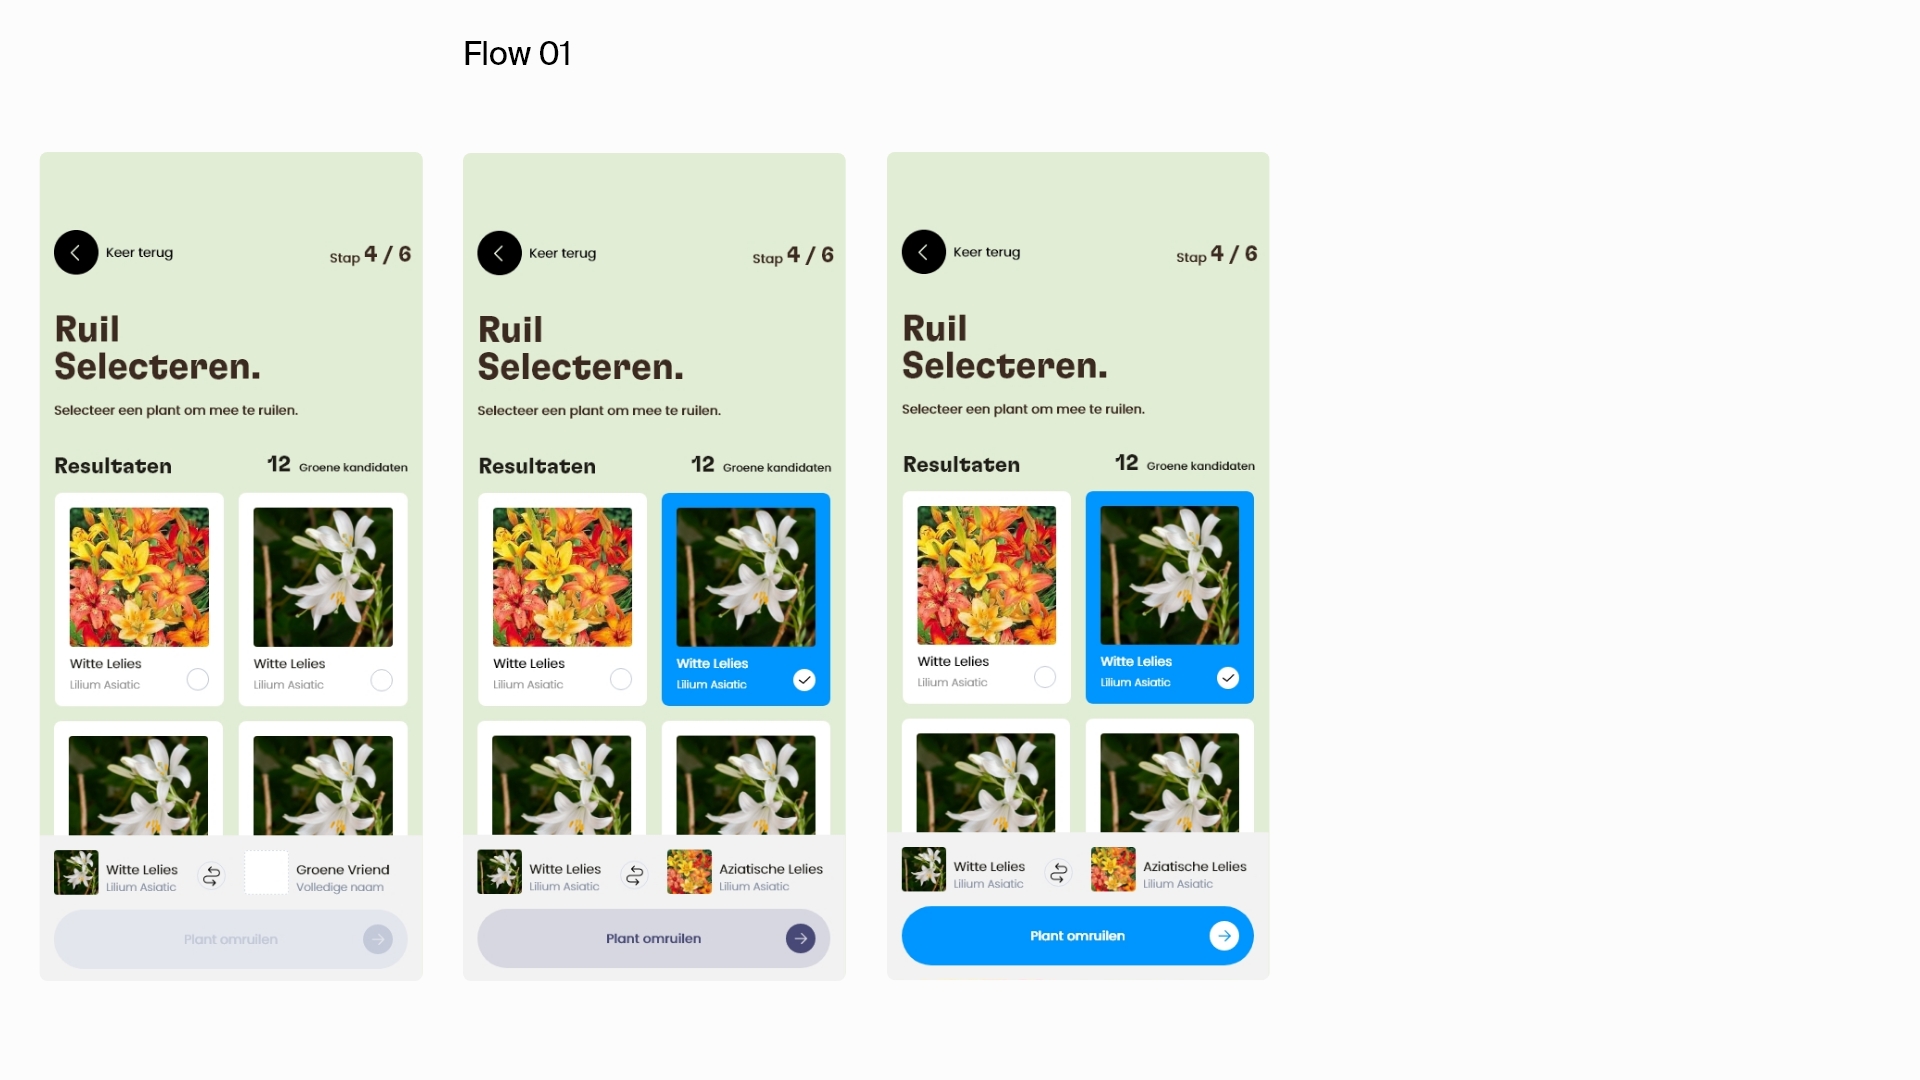 Flow 01
Keer terug
Stap 4 / 6
Ruil
Selecteren.
Selecteer een plant om mee te ruilen.
Resultaten
12 Groene kandidaten
Witte Lelies
Lilium Asiatic
Witte Lelies
Lilium Asiatic
Witte Lelies
Lilium Asiatic
Groene Vriend
Volledige naam
Plant omruilen
Keer terug
Stap 4 / 6
Ruil
Selecteren.
Selecteer een plant om mee te ruilen.
Resultaten
12 Groene kandidaten
Witte Lelies
Lilium Asiatic
Witte Lelies
Lilium Asiatic
Witte Lelies
Lilium Asiatic
Aziatische Lelies
Lilium Asiatic
Plant omruilen
Keer terug
Stap 4 / 6
Ruil
Selecteren.
Selecteer een plant om mee te ruilen.
Resultaten
12 Groene kandidaten
Witte Lelies
Lilium Asiatic
Witte Lelies
Lilium Asiatic
Witte Lelies
Lilium Asiatic
Aziatische Lelies
Lilium Asiatic
Plant omruilen